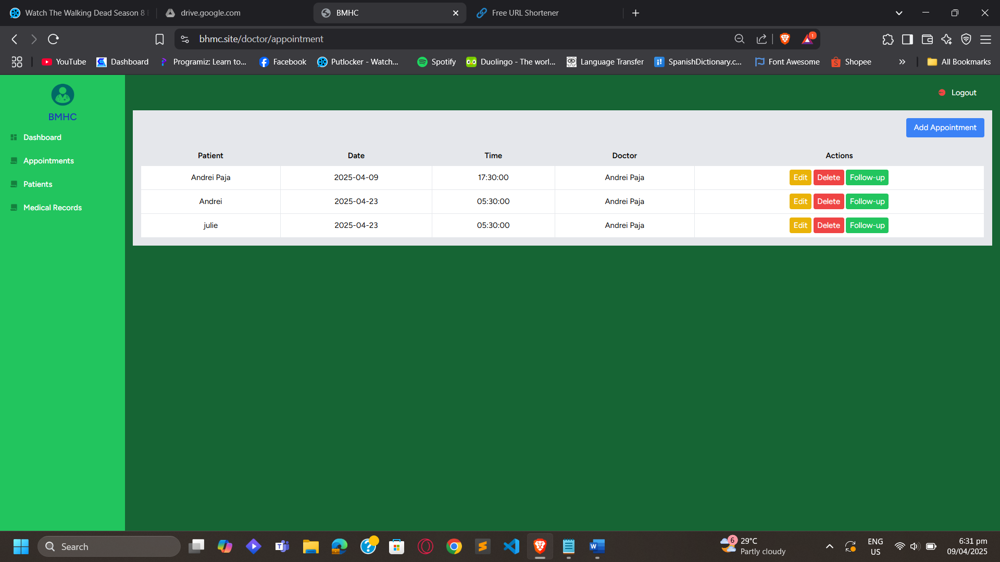 Watch The Walking Dead Season 8
drive.google.com
BMHC
Free URL Shortener
bhmc.site/doctor/appointment
1
YouTube
Dashboard
Programiz: Learn to...
Facebook
Putlocker - Watch...
Spotify
Duolingo - The worl...
Language Transfer
SpanishDictionary.c...
Font Awesome
Shopee
All Bookmarks
BMHC
Dashboard
Appointments
Patients
Medical Records
Logout
Add Appointment
Patient Date Time Doctor Actions
Andrei Paja 2025-04-09 17:30:00 Andrei Paja Edit Delete Follow-up
Andrei 2025-04-23 05:30:00 Andrei Paja Edit Delete Follow-up
julie 2025-04-23 05:30:00 Andrei Paja Edit Delete Follow-up
Search
6
29°C
Partly cloudy
ENG
US
6:31 pm
09/04/2025